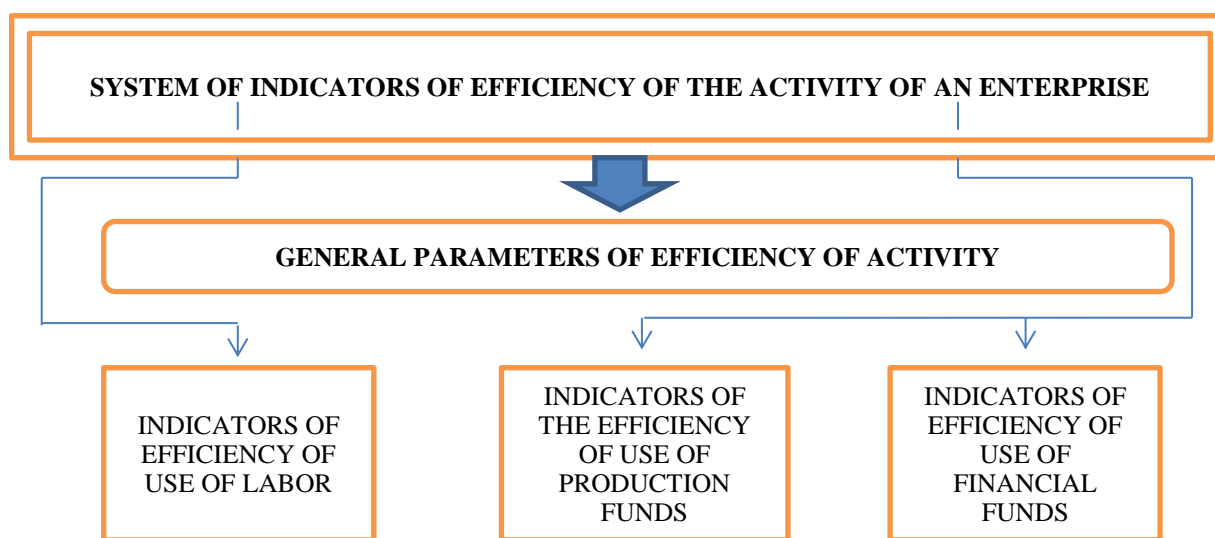 SYSTEM OF INDICATORS OF EFFICIENCY OF THE ACTIVITY OF AN ENTERPRISE
GENERAL PARAMETERS OF EFFICIENCY OF ACTIVITY
INDICATORS OF
EFFICIENCY OF
USE OF LABOR
INDICATORS OF
THE EFFICIENCY
OF USE OF
PRODUCTION
FUNDS
INDICATORS OF
EFFICIENCY OF
USE OF
FINANCIAL
FUNDS